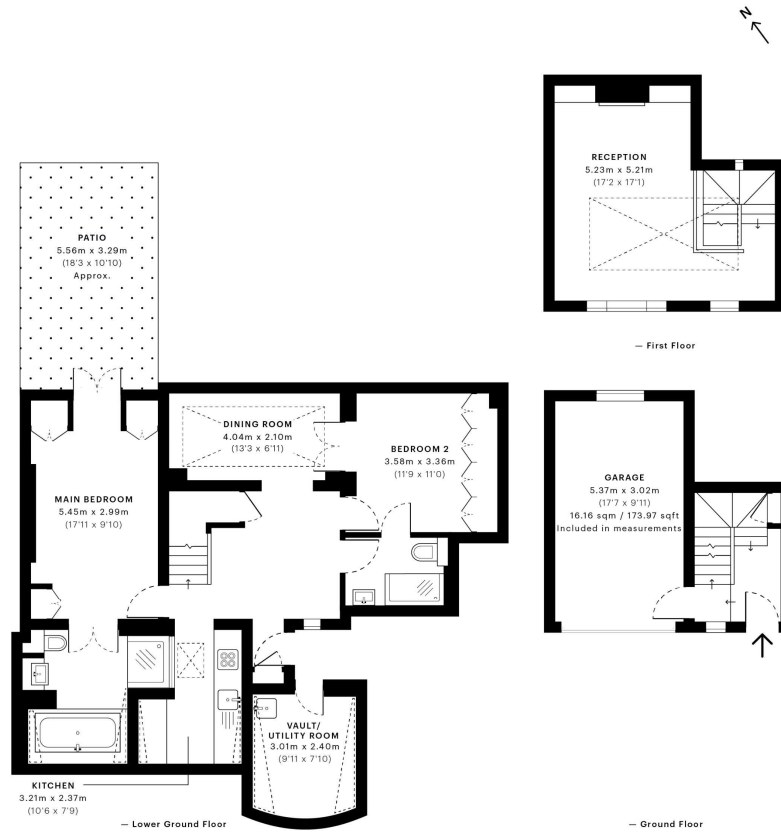 N
RECEPTION
5.23m x 5.21m
(17'2 x 17'1)
— First Floor
PATIO
5.56m x 3.29m
(18'3 x 10'10)
Approx.
DINING ROOM
4.04m x 2.10m
(13'3 x 6'11)
BEDROOM 2
3.58m x 3.36m
(11'9 x 11'0)
MAIN BEDROOM
5.45m x 2.99m
(17'11 x 9'10)
VAULT/
UTILITY ROOM
3.01m x 2.40m
(9'11 x 7'10)
KITCHEN
3.21m x 2.37m
(10'6 x 7'9)
— Lower Ground Floor
GARAGE
5.37m x 3.02m
(17'7 x 9'11)
16.16 sqm / 173.97 sqft
Included in measurements
— Ground Floor